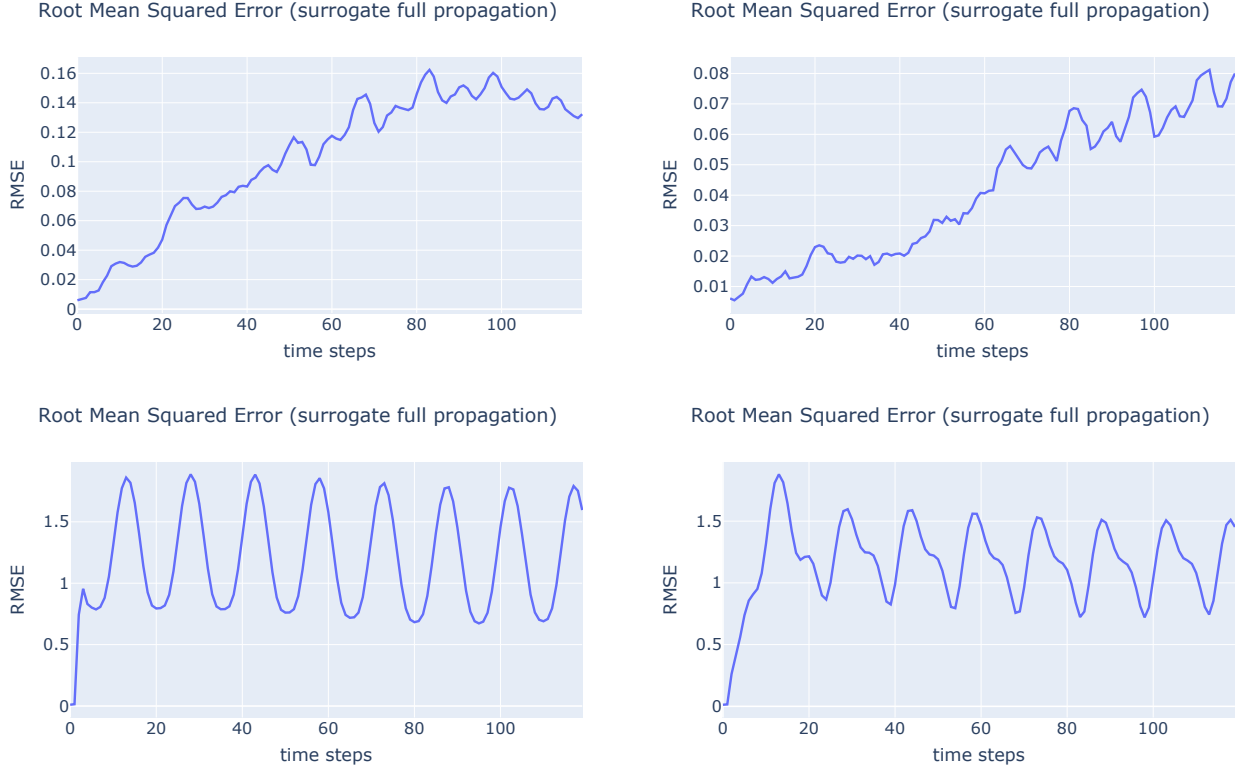 Root Mean Squared Error (surrogate full propagation)
RMSE
0.16
0.14
0.12
0.1
0.08
0.06
0.04
0.02
0
0 20 40 60 80 100
time steps
Root Mean Squared Error (surrogate full propagation)
RMSE
0.08
0.07
0.06
0.05
0.04
0.03
0.02
0.01
0 20 40 60 80 100
time steps
Root Mean Squared Error (surrogate full propagation)
RMSE
1.5
1
0.5
0
0 20 40 60 80 100
time steps
Root Mean Squared Error (surrogate full propagation)
RMSE
1.5
1
0.5
0
0 20 40 60 80 100
time steps